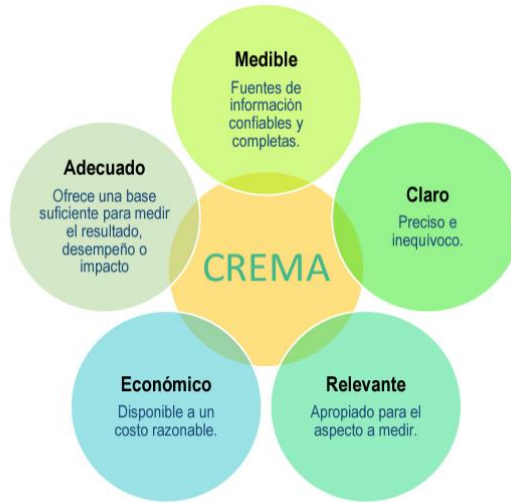 Medible
Fuentes de
información
confiables y
completas.
Adecuado
Ofrece una base
suficiente para medir
el resultado,
desempeño o
impacto
Claro
Preciso e
inequívoco.
CREMA
Económico
Disponible a un
costo razonable.
Relevante
Apropiado para el
aspecto a medir.